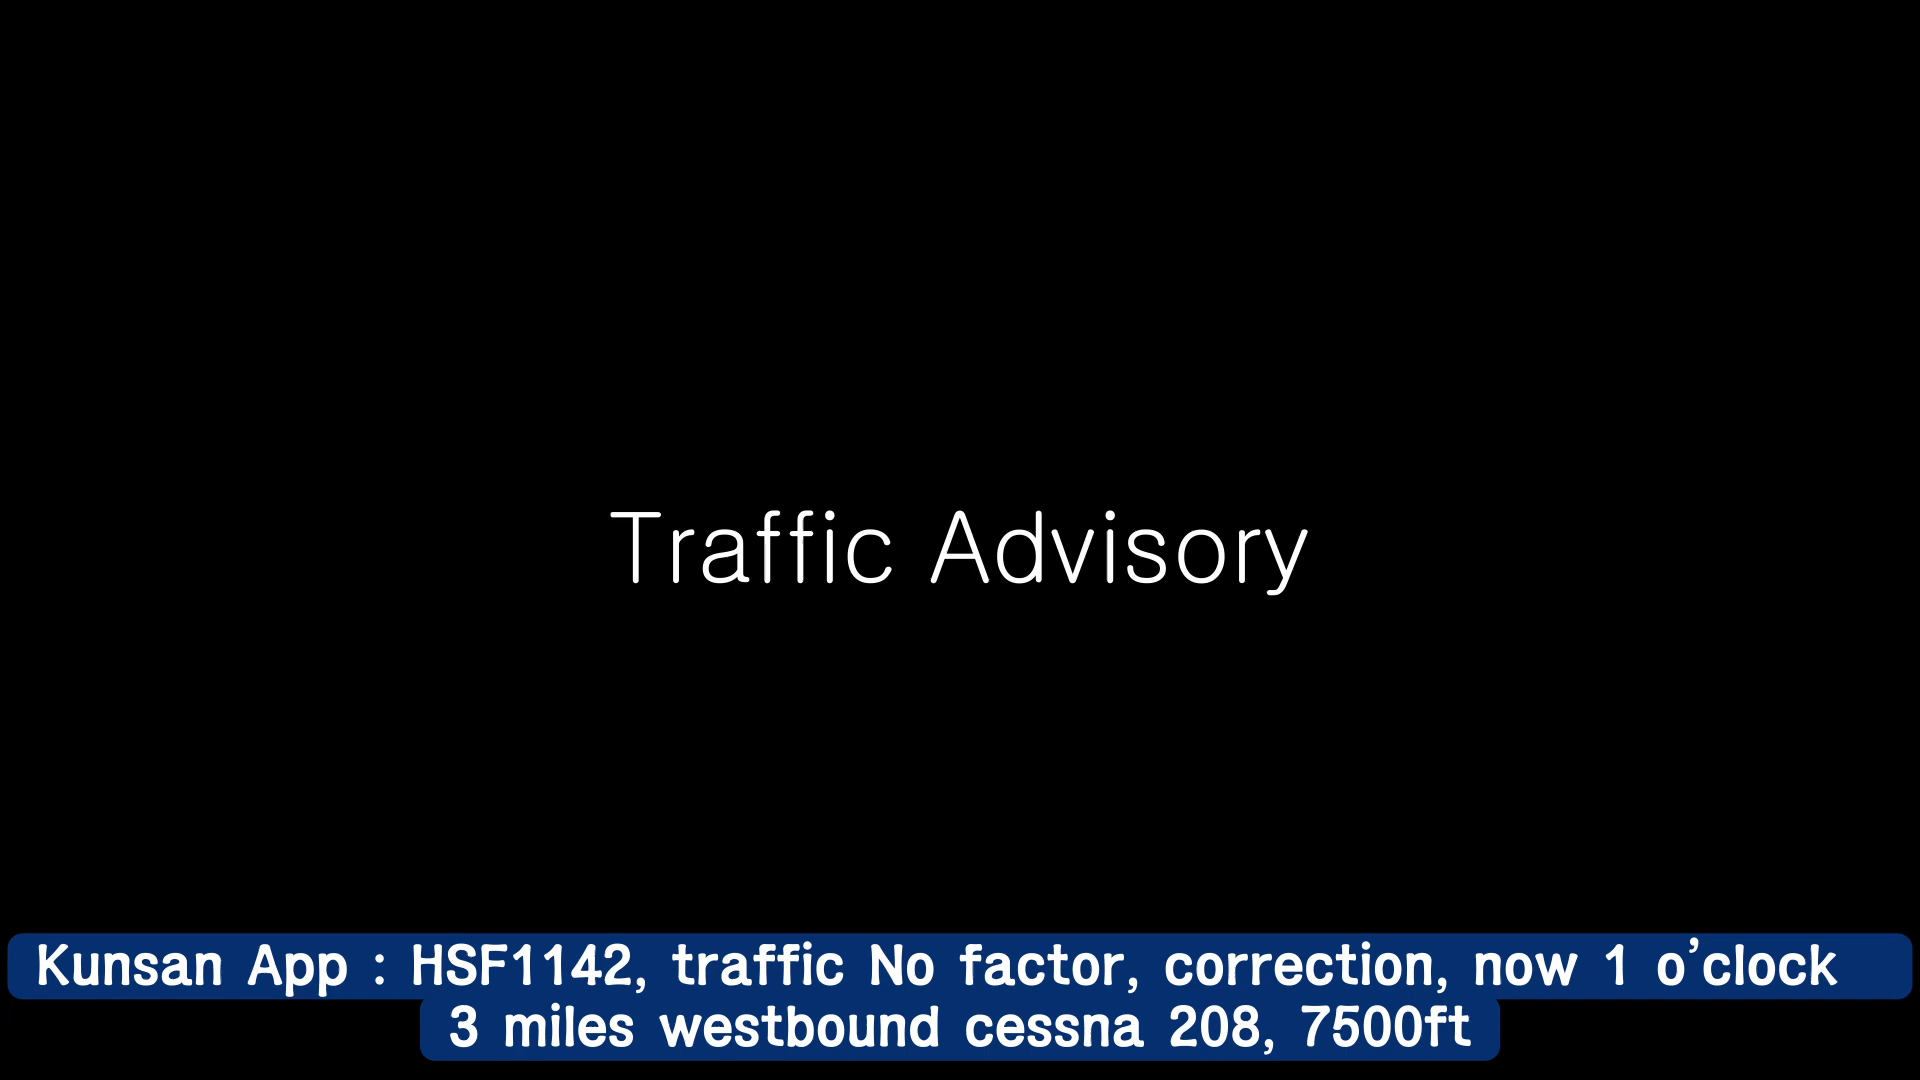 Traffic Advisory
Kunsan App : HSF1142, traffic No factor, correction, now 1 o’clock
3 miles westbound cessna 208, 7500ft